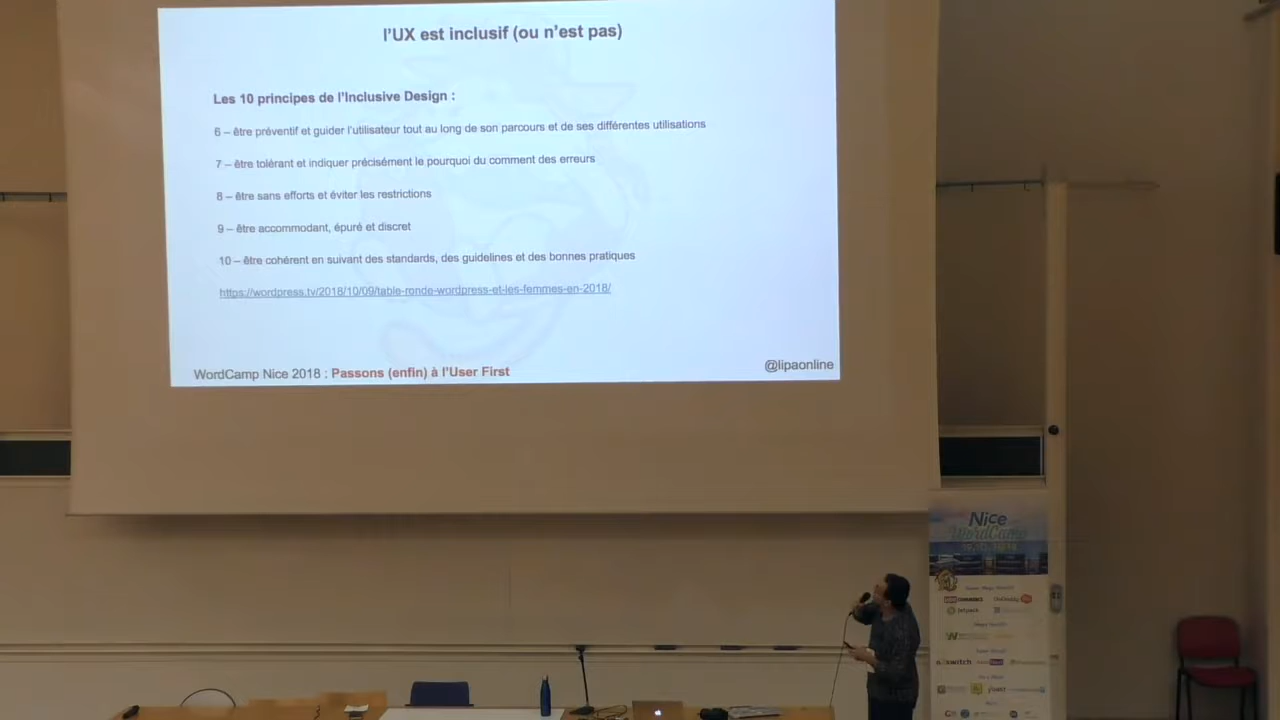 l'UX est inclusif (ou n'est pas)
Les 10 principes de l'Inclusive Design :
6 – être préventif et guider l'utilisateur tout au long de son parcours et de ses différentes utilisations
7 – être tolérant et indiquer précisément le pourquoi du comment des erreurs
8 – être sans efforts et éviter les restrictions
9 – être accommodant, épuré et discret
10 – être cohérent en suivant des standards, des guidelines et des bonnes pratiques
https://wordpress.tv/2018/10/09/table-ronde-wordpress-et-les-femmes-en-2018/
WordCamp Nice 2018 : Passons (enfin) à l'User First
@lipaonline
Nice
WordCamp
GoDaddy
Jetpack